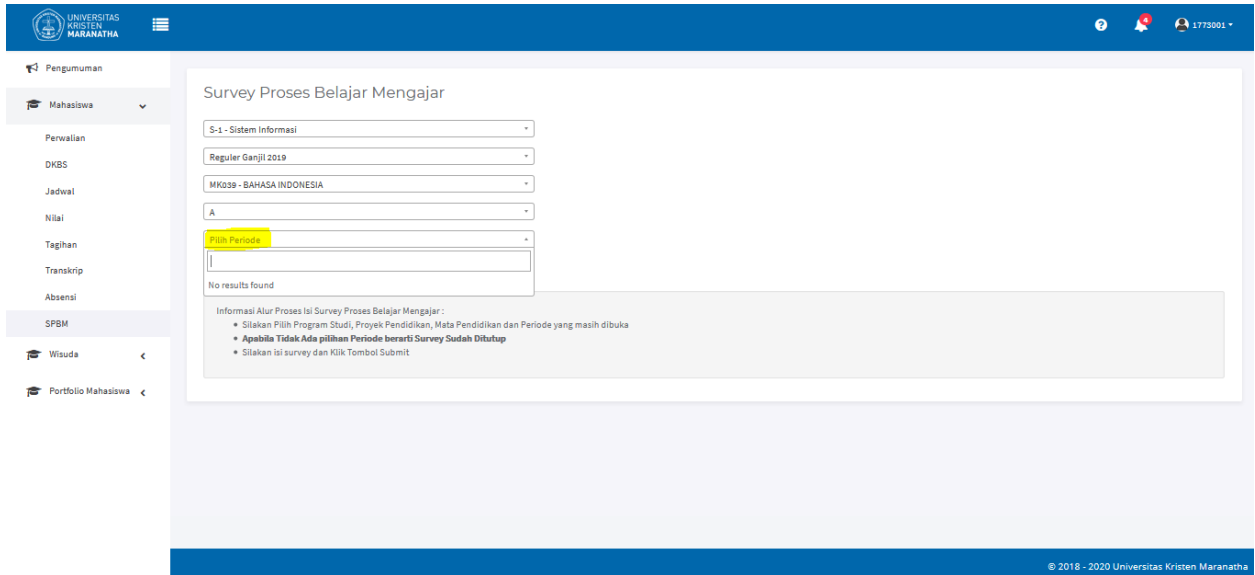 UNIVERSITAS
KRISTEN
MARANATHA
4
1773001
Pengumuman
Mahasiswa
Perwalian
DKBS
Jadwal
Nilai
Tagihan
Transkrip
Absensi
SPBM
Wisuda
Portfolio Mahasiswa
Survey Proses Belajar Mengajar
S-1 - Sistem Informasi
Reguler Ganjil 2019
MK039 - BAHASA INDONESIA
A
Pilih Periode
No results found
Informasi Alur Proses Isi Survey Proses Belajar Mengajar :
Silakan Pilih Program Studi, Proyek Pendidikan, Mata Pendidikan dan Periode yang masih dibuka
Apabila Tidak Ada pilihan Periode berarti Survey Sudah Ditutup
Silakan isi survey dan Klik Tombol Submit
© 2018 - 2020 Universitas Kristen Maranatha